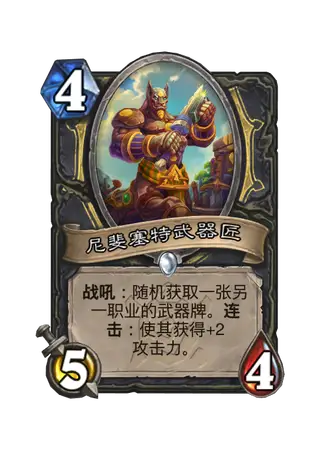 4
尼斐塞特武器匠
战吼：随机获取一张另
一职业的武器牌。连
击：使其获得+2
攻击力。
5
4